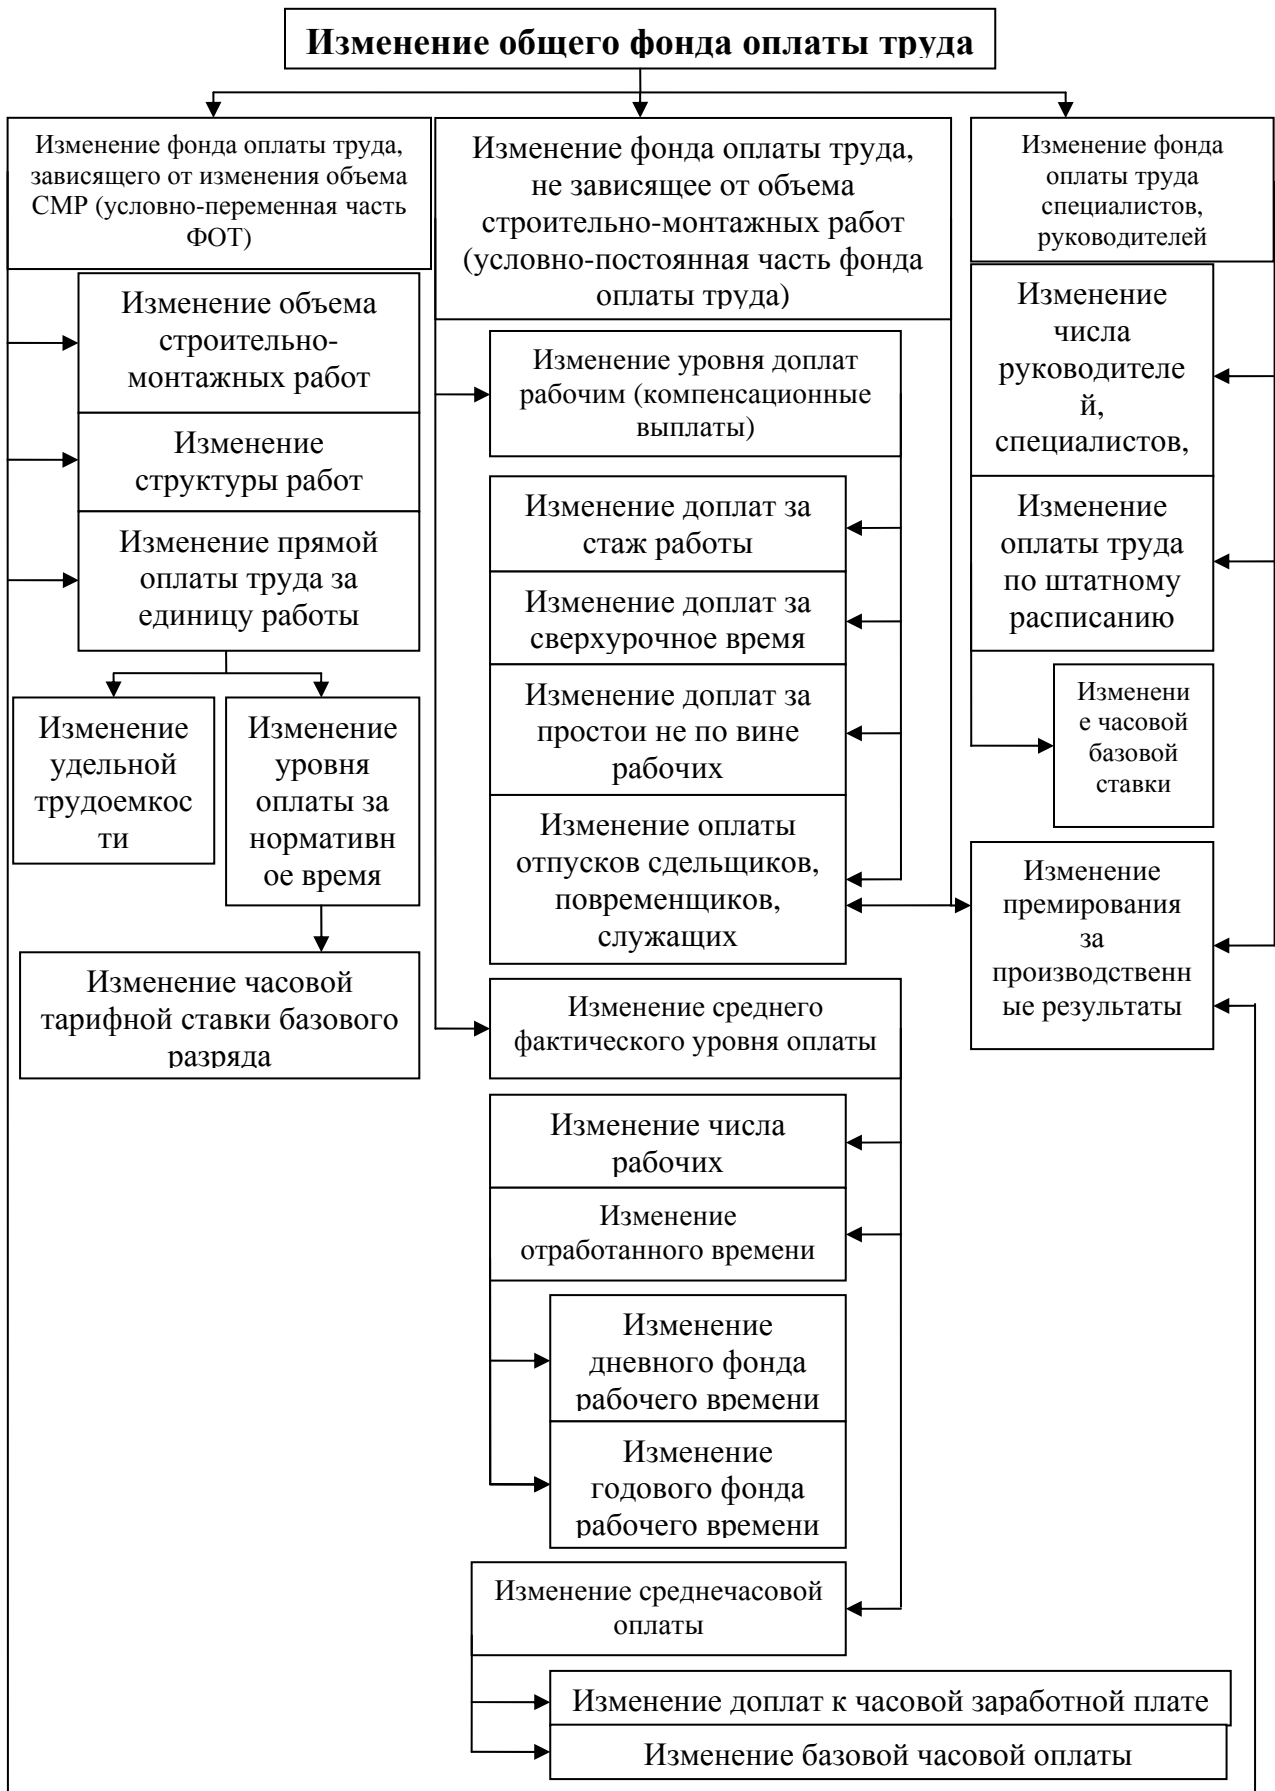 Изменение общего фонда оплаты труда
Изменение фонда оплаты труда,
зависящего от изменения объема
СМР (условно-переменная часть
ФОТ)
Изменение объема
строительно-
монтажных работ
Изменение
структуры работ
Изменение прямой
оплаты труда за
единицу работы
Изменение
удельной
трудоемкос
ти
Изменение
уровня
оплаты за
нормативн
ое время
Изменение часовой
тарифной ставки базового
разряда
Изменение фонда оплаты труда,
не зависящее от объема
строительно-монтажных работ
(условно-постоянная часть фонда
оплаты труда)
Изменение уровня доплат
рабочим (компенсационные
выплаты)
Изменение доплат за
стаж работы
Изменение доплат за
сверхурочное время
Изменение доплат за
простои не по вине
рабочих
Изменение оплаты
отпусков сдельщиков,
повременщиков,
служащих
Изменение среднего
фактического уровня оплаты
Изменение числа
рабочих
Изменение
отработанного времени
Изменение
дневного фонда
рабочего времени
Изменение
годового фонда
рабочего времени
Изменение среднечасовой
оплаты
Изменение доплат к часовой заработной плате
Изменение базовой часовой оплаты
Изменение фонда
оплаты труда
специалистов,
руководителей
Изменение
числа
руководителе
й,
специалистов,
Изменение
оплаты труда
по штатному
расписанию
Изменени
е часовой
базовой
ставки
Изменение
премирования
за
производственн
ые результаты